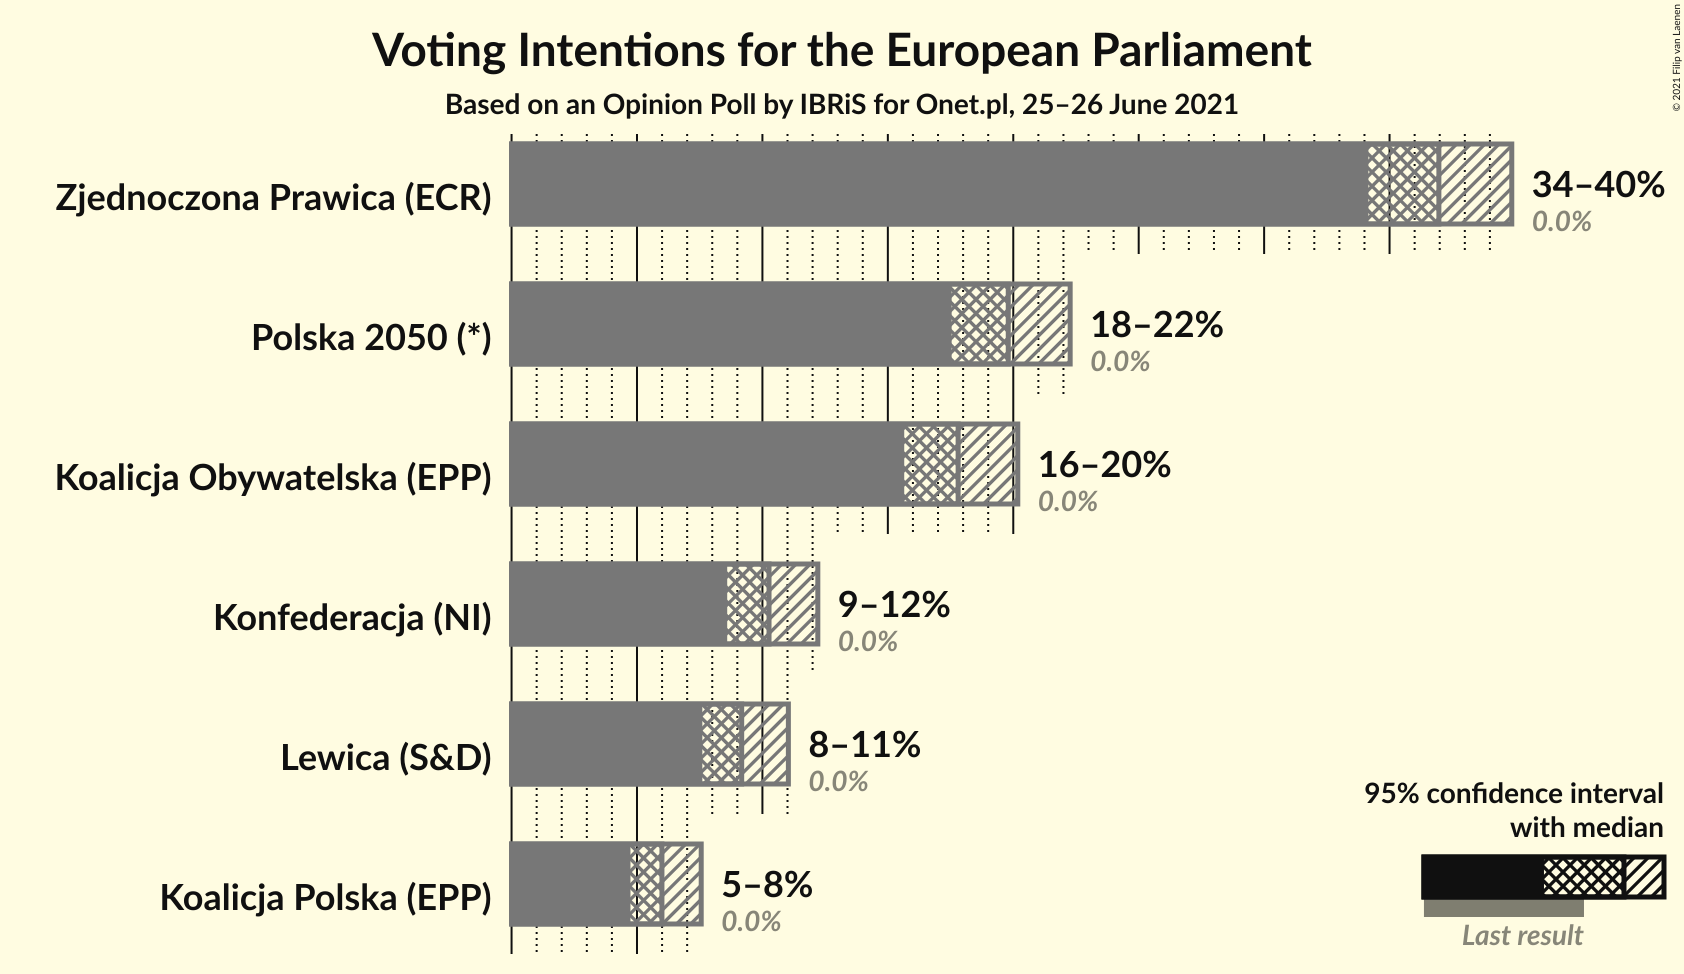 Voting Intentions for the European Parliament
Based on an Opinion Poll by IBRiS for Onet.pl, 25–26 June 2021
© 2021 Filip van Laenen
Zjednoczona Prawica (ECR)
34–40%
0.0%
Polska 2050 (*)
18–22%
0.0%
Koalicja Obywatelska (EPP)
16–20%
0.0%
Konfederacja (NI)
9–12%
0.0%
Lewica (S&D)
8–11%
0.0%
Koalicja Polska (EPP)
5–8%
0.0%
95% confidence interval
with median
Last result